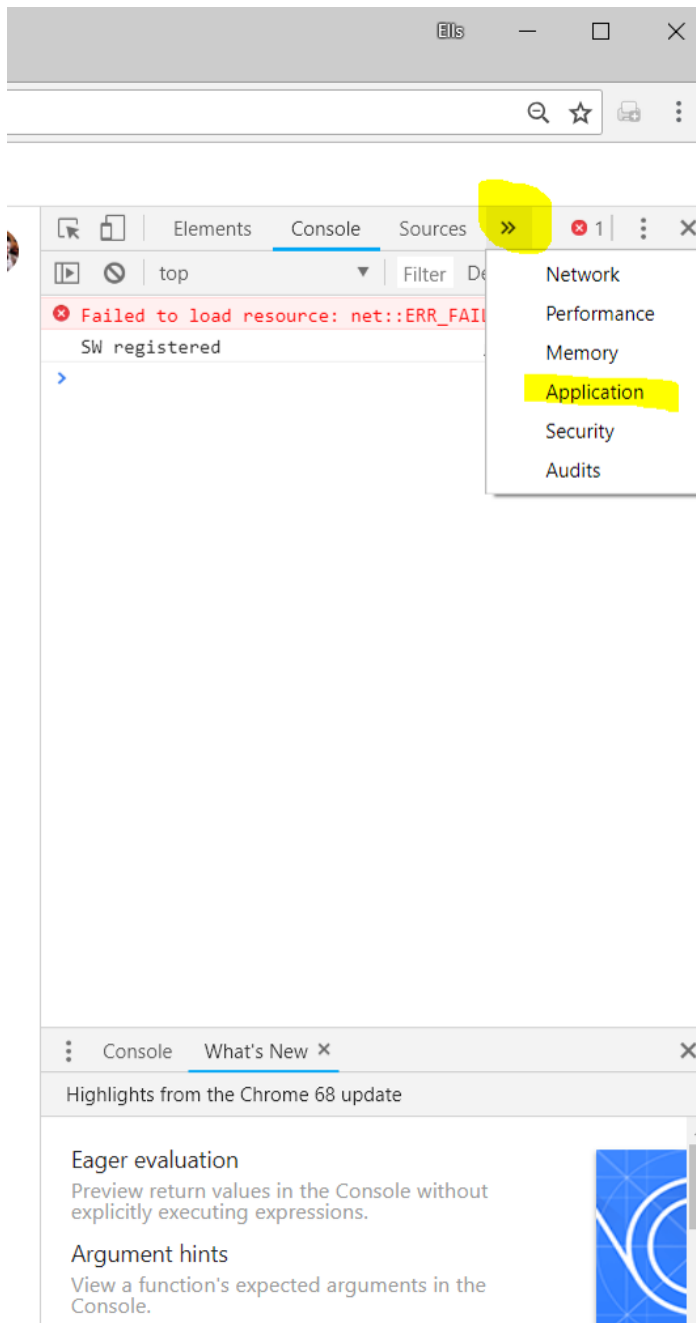 Ells
Elements Console Sources » 1
top Filter
Network
Performance
Memory
Application
Security
Audits
Failed to load resource: net::ERR_FAIL
SW registered
>
Console What's New ×
Highlights from the Chrome 68 update
Eager evaluation
Preview return values in the Console without
explicitly executing expressions.
Argument hints
View a function's expected arguments in the
Console.